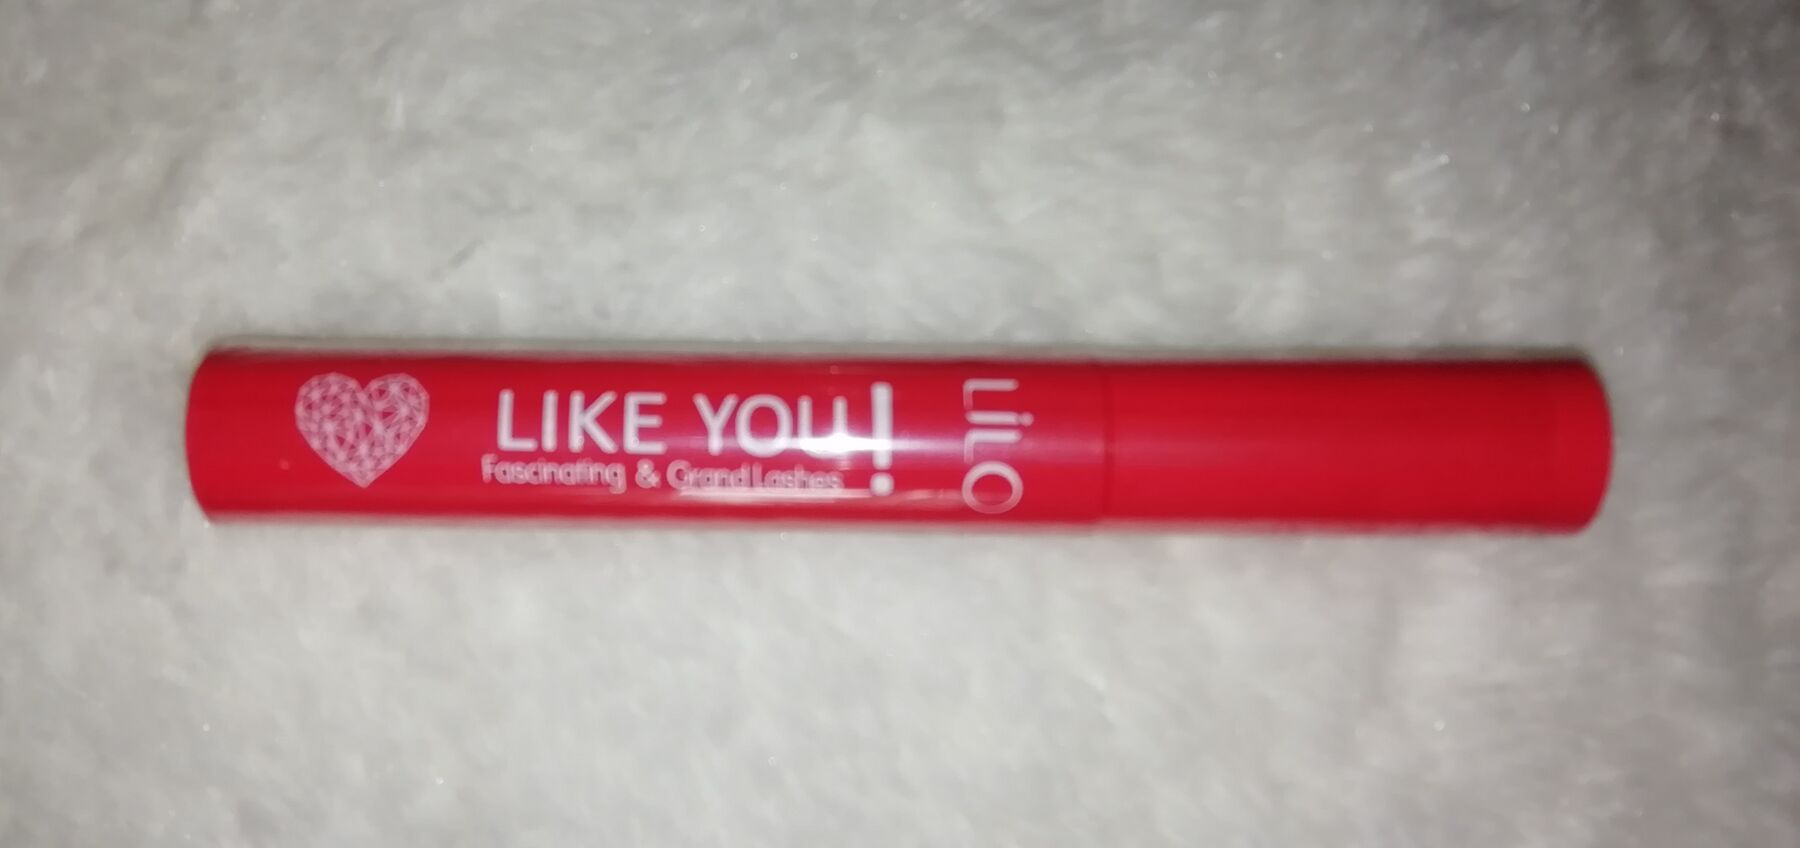 LIKE YOU!
Fascinating & Grand Lashes
LiLO